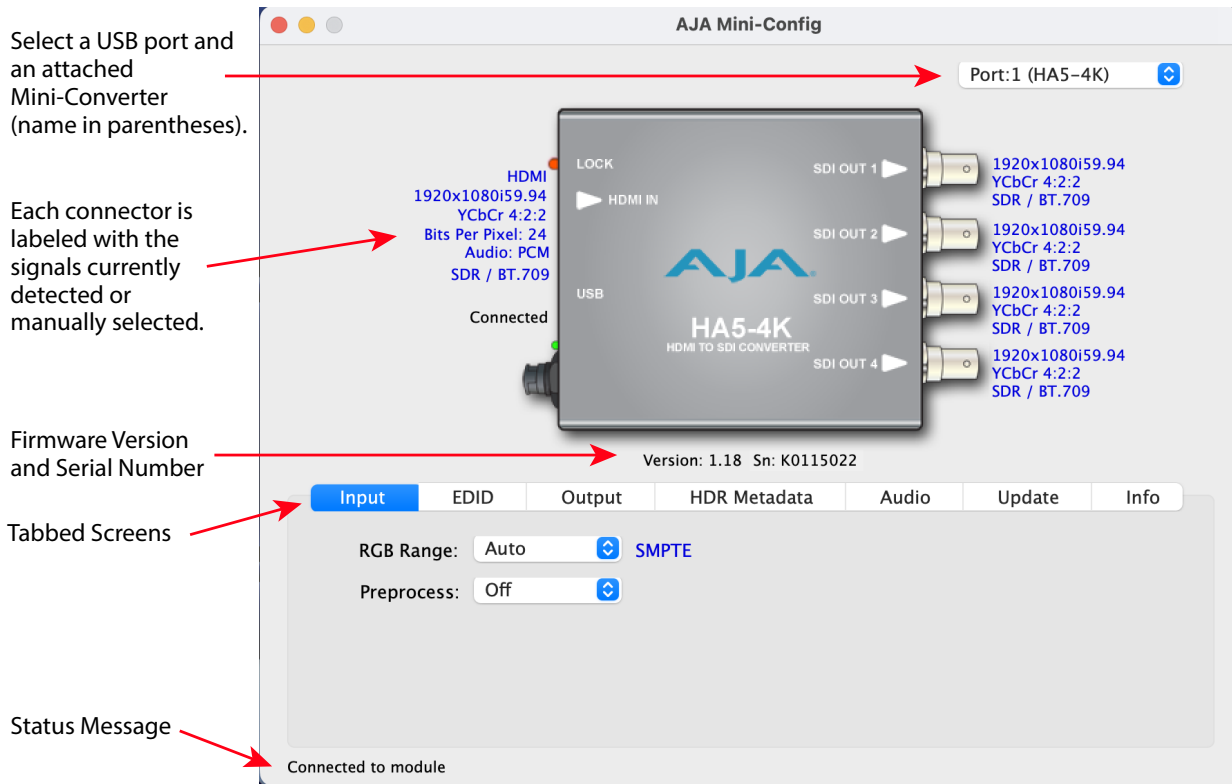 AJA Mini-Config
Select a USB port and
an attached
Mini-Converter
(name in parentheses).
Port:1 (HA5-4K)
LOCK
HDMI IN
USB
SDI OUT 1
SDI OUT 2
SDI OUT 3
SDI OUT 4
AJA
HA5-4K
HDMI TO SDI CONVERTER
Each connector is
labeled with the
signals currently
detected or
manually selected.
HDMI
1920x1080i59.94
YCbCr 4:2:2
Bits Per Pixel: 24
Audio: PCM
SDR / BT.709
Connected
1920x1080i59.94
YCbCr 4:2:2
SDR / BT.709
1920x1080i59.94
YCbCr 4:2:2
SDR / BT.709
1920x1080i59.94
YCbCr 4:2:2
SDR / BT.709
1920x1080i59.94
YCbCr 4:2:2
SDR / BT.709
Firmware Version
and Serial Number
Version: 1.18 Sn: K0115022
Tabbed Screens
Input EDID Output HDR Metadata Audio Update Info
RGB Range: Auto SMPTE
Preprocess: Off
Status Message
Connected to module